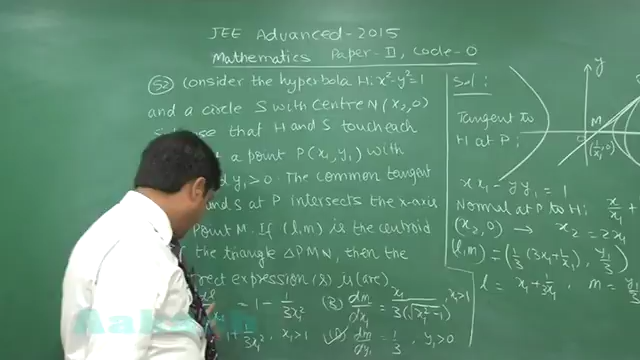 JEE Advanced-2015
Mathematics Paper-II, Code-0
52 Consider the hyperbola H: x²-y²=1
and a circle S with Centre N(x₂,0)
that H and S touch each
a point P(x₁,y₁) with
y₁>0. The common tangent
and S at P intersects the x-axis
Point M. If (l,m) is the centroid
the triangle ΔPMN, then the
expression(s) is(are)
= 1 - 1/3x₁² (B) dm/dx₁ = x₁/3(√x₁²-1), x₁>1
1+ 1/3x₁², x₁>1 (D) dm/dy₁ = 1/3, y₁>0
Sol:
Tangent to
H at P:
x x₁ - y y₁ = 1
Normal at P to H: x/x₁ +
(x₂,0) → x₂ = 2x₁
(l,m) = (1/3(3x₁+1/x₁), y₁/3)
l = x₁ + 1/3x₁, m = y₁/3
y
M
(1/x₁,0)
Aakash